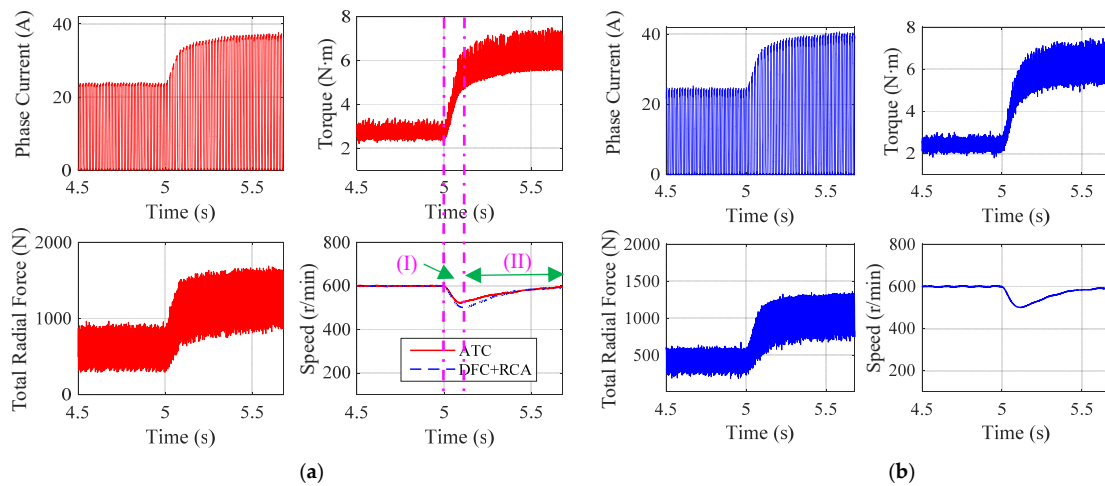 40
20
0
4.5 5 5.5
Phase Current (A)
Time (s)
8
6
4
2
4.5 5 5.5
Torque (N·m)
Time (s)
2000
1000
0
4.5 5 5.5
Total Radial Force (N)
Time (s)
800
600
400
200
4.5 5 5.5
Speed (r/min)
Time (s)
(I)
(II)
ATC
DFC+RCA
(a)
40
20
0
4.5 5 5.5
Phase Current (A)
Time (s)
8
6
4
2
4.5 5 5.5
Torque (N·m)
Time (s)
2000
1500
1000
500
4.5 5 5.5
Total Radial Force (N)
Time (s)
800
600
400
200
4.5 5 5.5
Speed (r/min)
Time (s)
(b)